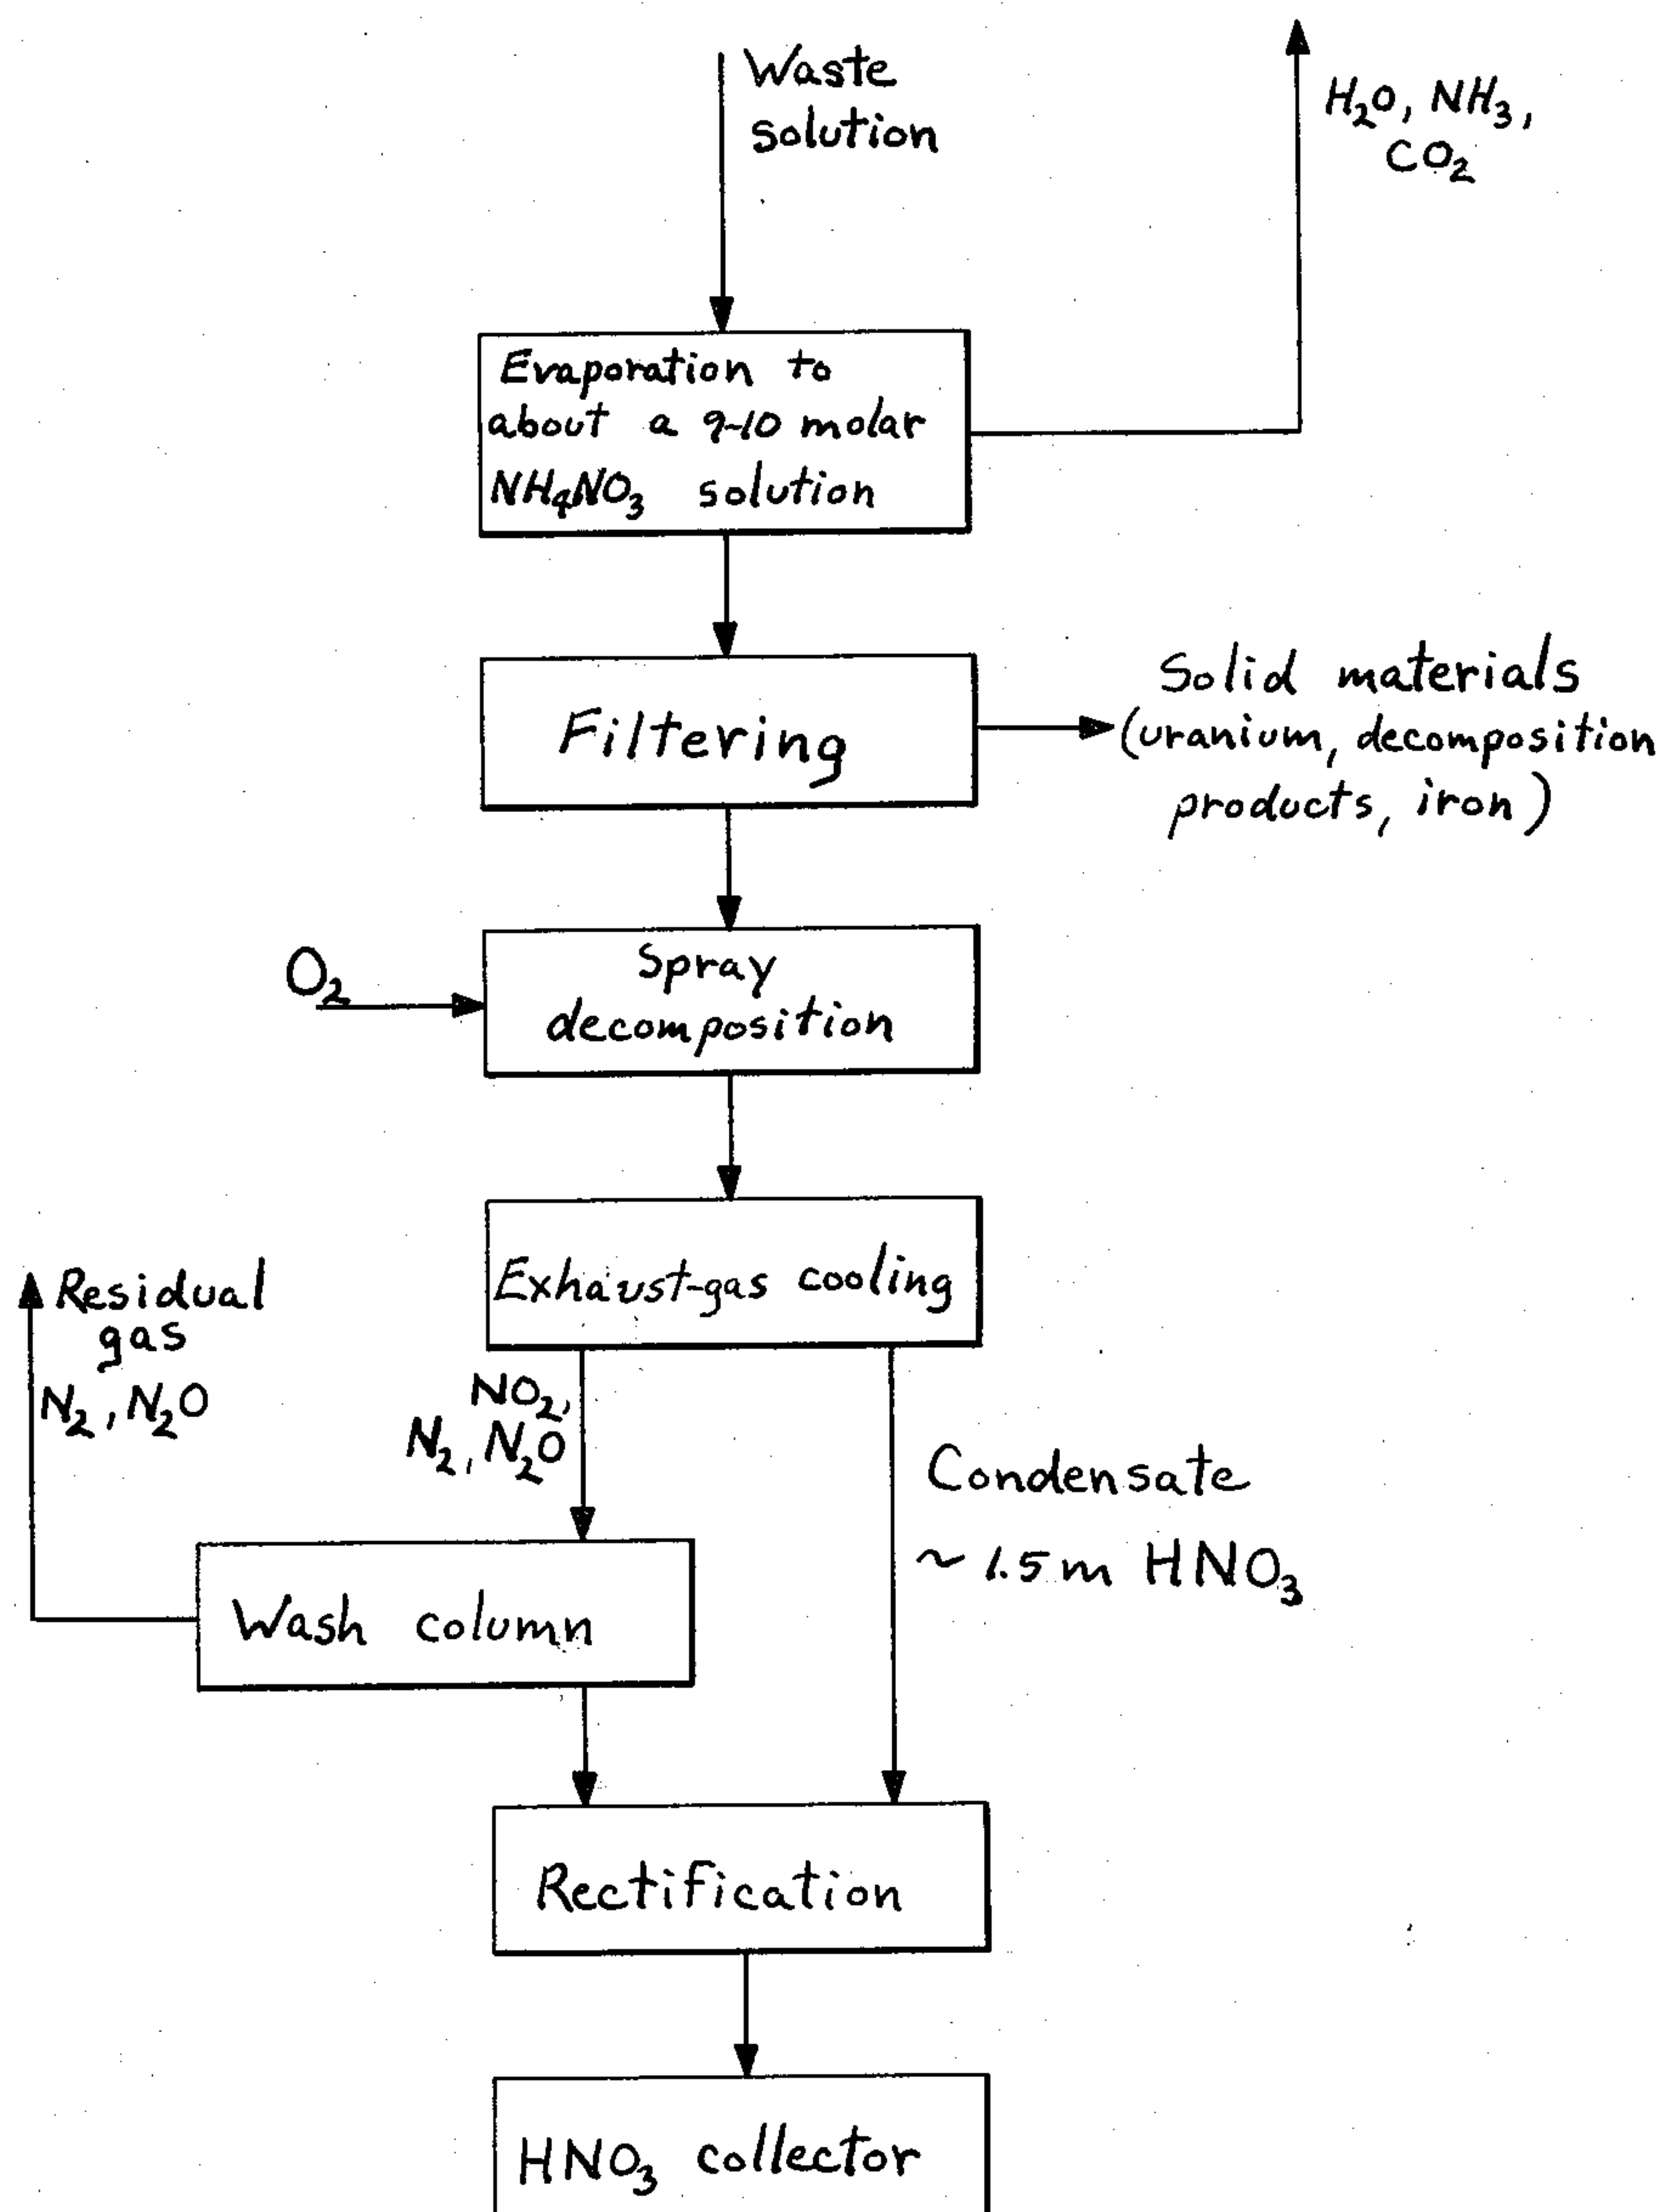 Waste
solution
H₂O, NH₃,
CO₂
Evaporation to
about a 9-10 molar
NH₄NO₃ solution
Filtering
Solid materials
(uranium, decomposition
products, iron)
O₂
Spray
decomposition
Exhaust-gas cooling
Residual
gas
N₂, N₂O
NO₂,
N₂, N₂O
Condensate
~ 1.5 m HNO₃
Wash column
Rectification
HNO₃ collector